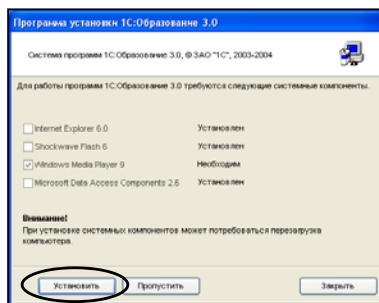 Программа установки 1С:Образование 3.0
Система программ 1С:Образование 3.0, © ЗАО "1С", 2003-2004
Для работы программ 1С:Образование 3.0 требуются следующие системные компоненты.
Internet Explorer 6.0 Установлен
Shockwave Flash 6 Установлен
Windows Media Player 9 Необходим
Microsoft Data Access Components 2.6 Установлен
Внимание!
При установке системных компонентов может потребоваться перезагрузка
компьютера.
Установить Пропустить Закрыть